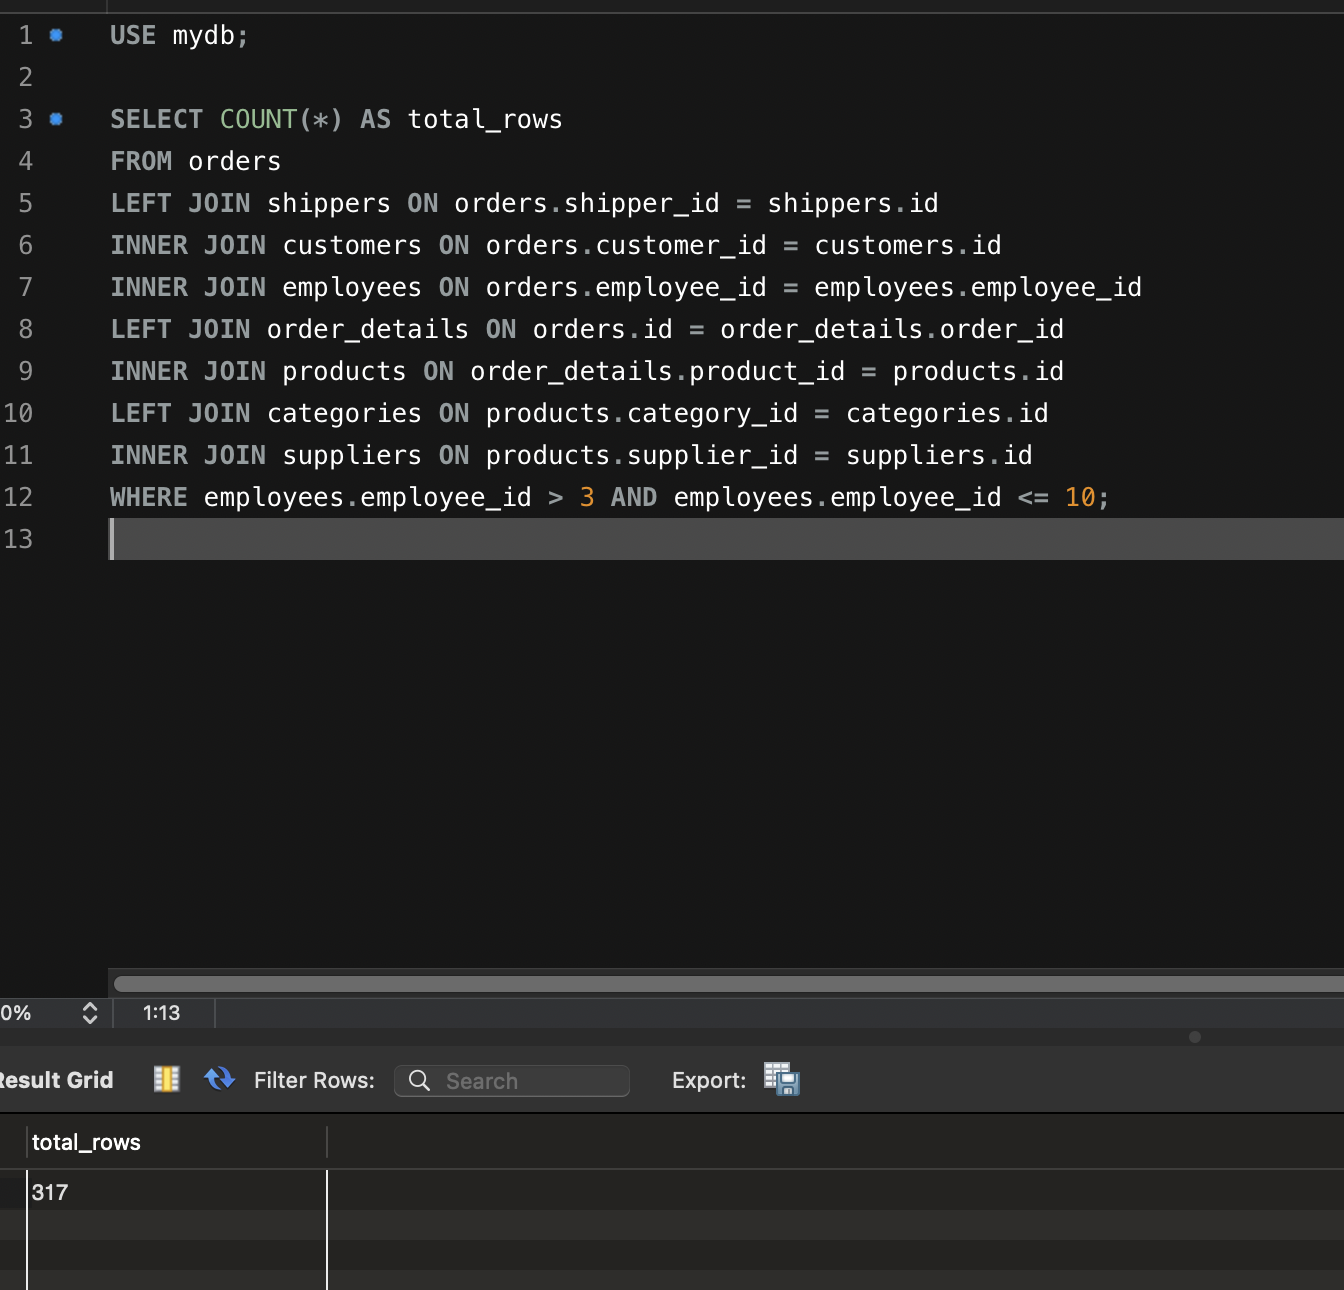 1 USE mydb;
2
3 SELECT COUNT(*) AS total_rows
4 FROM orders
5 LEFT JOIN shippers ON orders.shipper_id = shippers.id
6 INNER JOIN customers ON orders.customer_id = customers.id
7 INNER JOIN employees ON orders.employee_id = employees.employee_id
8 LEFT JOIN order_details ON orders.id = order_details.order_id
9 INNER JOIN products ON order_details.product_id = products.id
10 LEFT JOIN categories ON products.category_id = categories.id
11 INNER JOIN suppliers ON products.supplier_id = suppliers.id
12 WHERE employees.employee_id > 3 AND employees.employee_id <= 10;
13
0% 1:13
Result Grid Filter Rows: Search Export:
total_rows
317